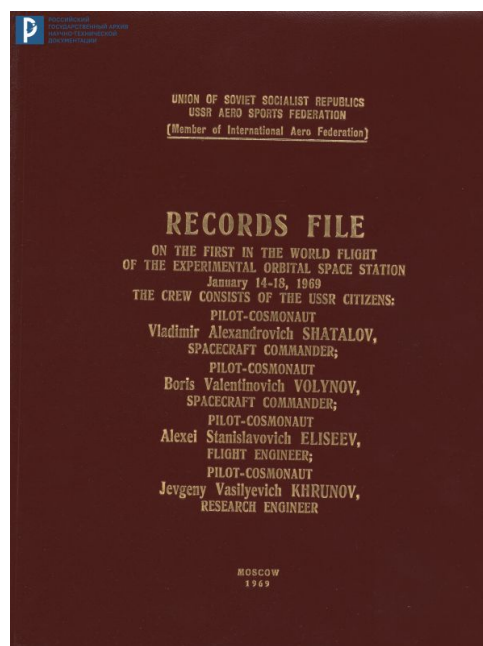 РОССИЙСКИЙ
ГОСУДАРСТВЕННЫЙ АРХИВ
НАУЧНО-ТЕХНИЧЕСКОЙ
ДОКУМЕНТАЦИИ
UNION OF SOVIET SOCIALIST REPUBLICS
USSR AERO SPORTS FEDERATION
(Member of International Aero Federation)
RECORDS FILE
ON THE FIRST IN THE WORLD FLIGHT
OF THE EXPERIMENTAL ORBITAL SPACE STATION
January 14-18, 1969
THE CREW CONSISTS OF THE USSR CITIZENS:
PILOT-COSMONAUT
Vladimir Alexandrovich SHATALOV,
SPACECRAFT COMMANDER;
PILOT-COSMONAUT
Boris Valentinovich VOLYNOV,
SPACECRAFT COMMANDER;
PILOT-COSMONAUT
Alexei Stanislavovich ELISEEV,
FLIGHT ENGINEER;
PILOT-COSMONAUT
Jevgeny Vasilyevich KHRUNOV,
RESEARCH ENGINEER
MOSCOW
1969